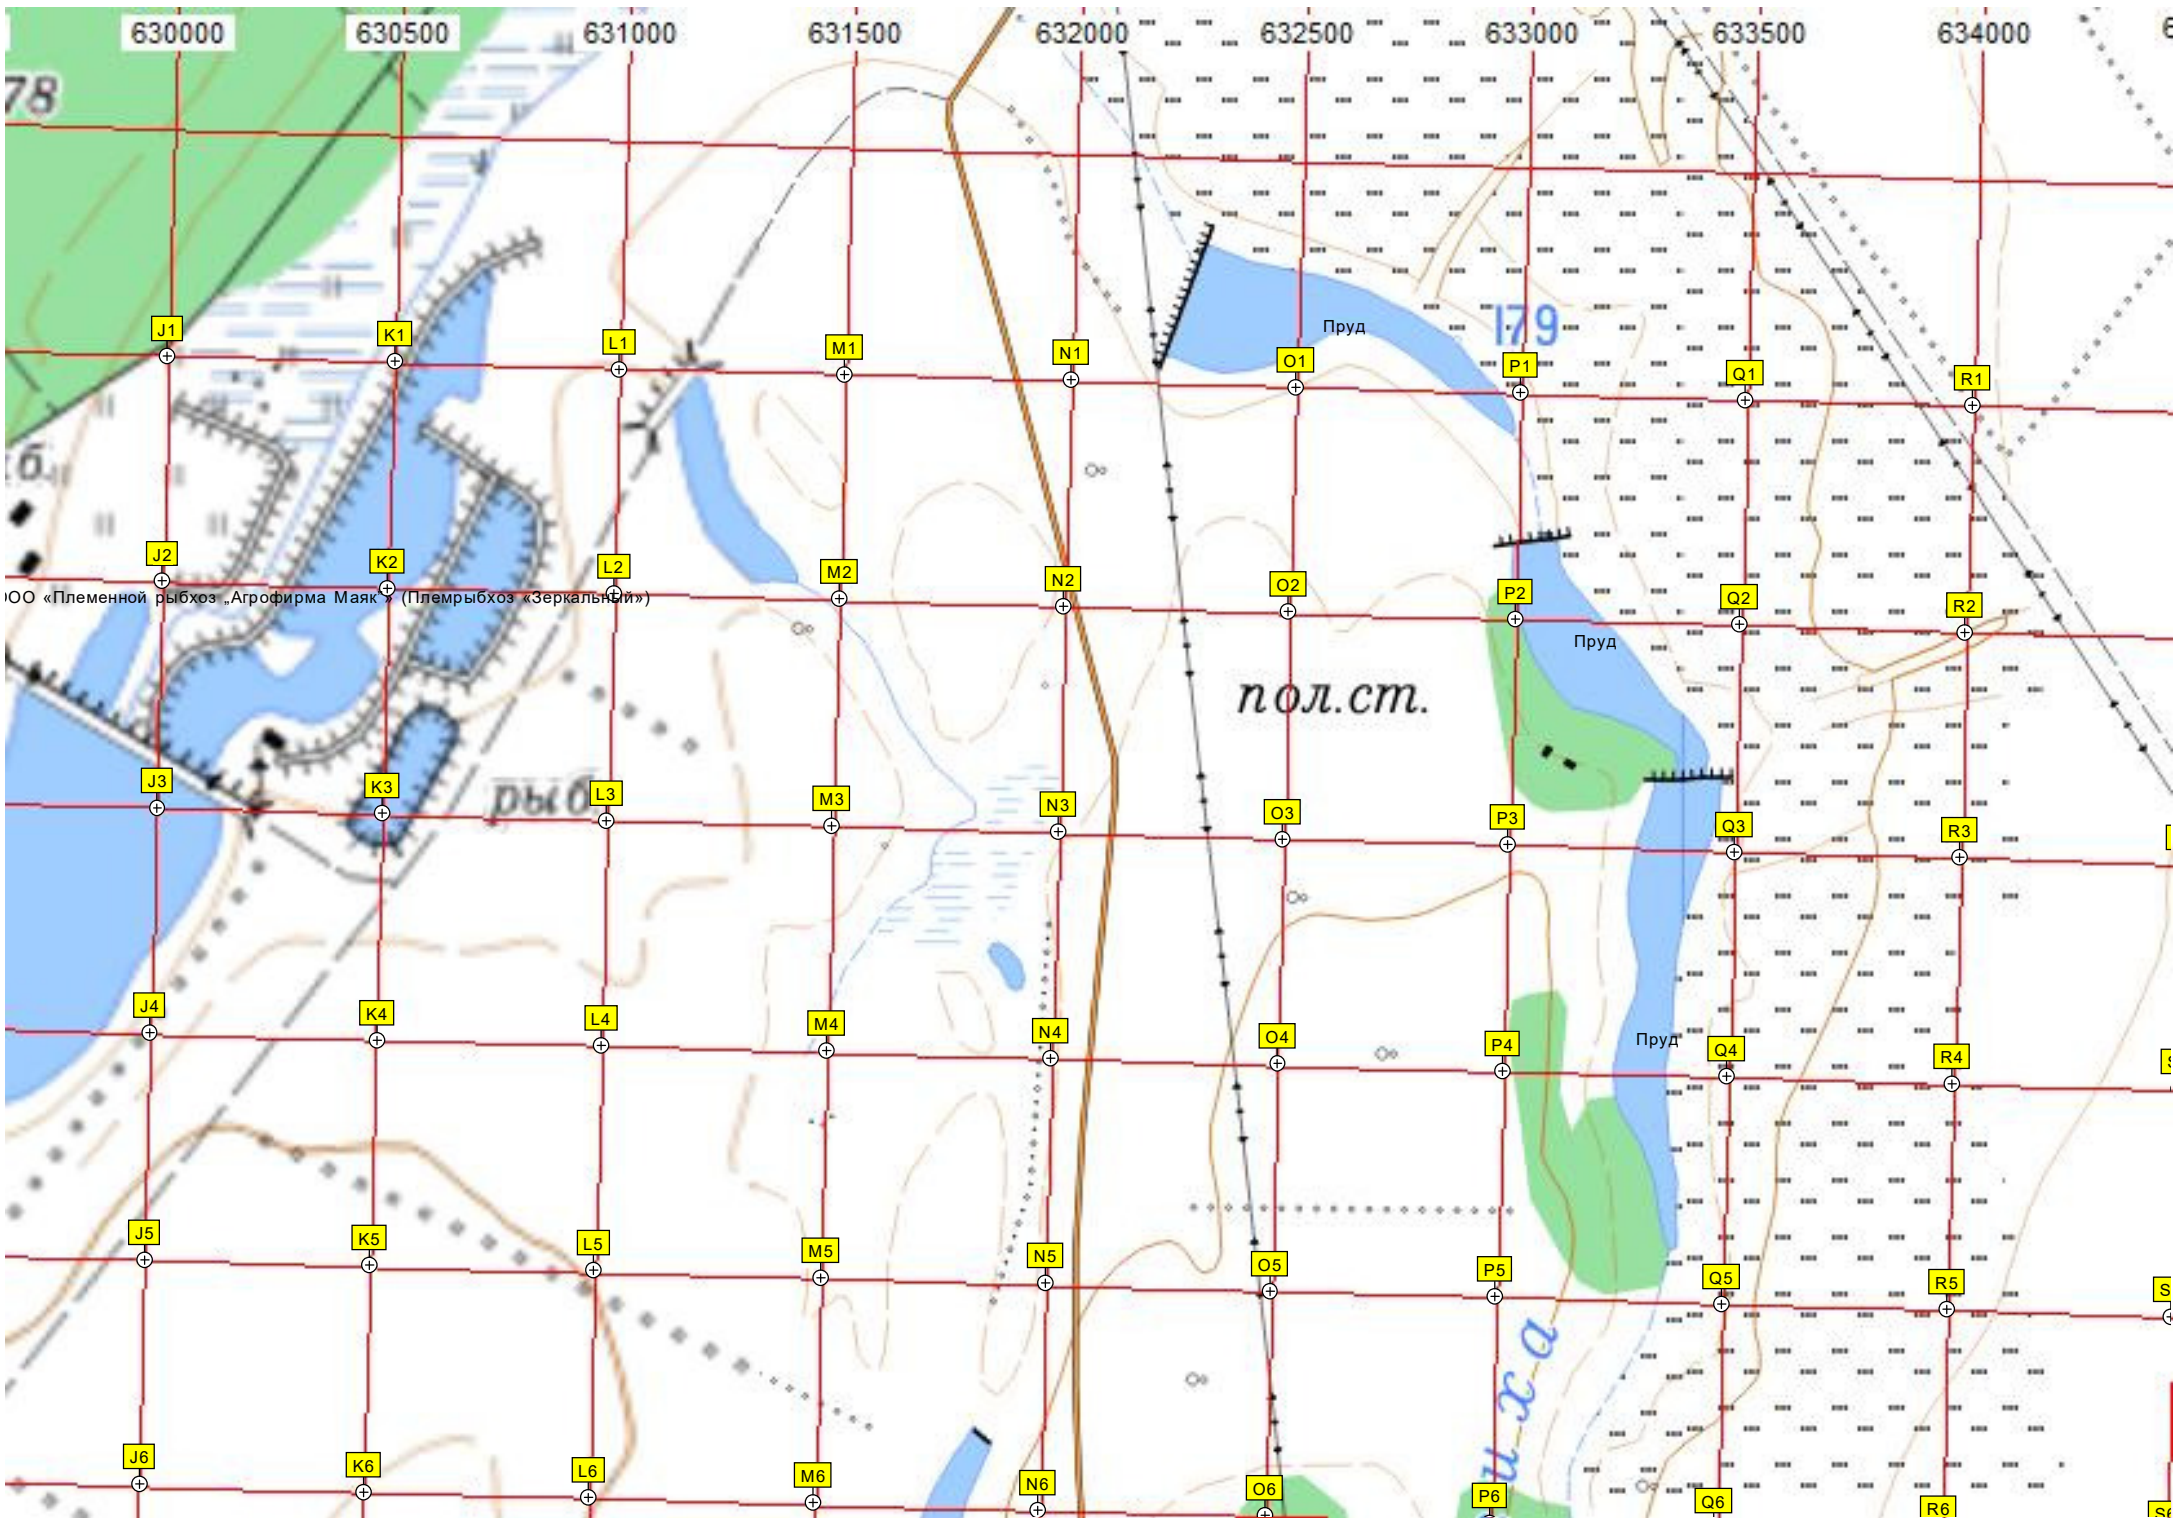 630000 630500 631000 631500 632000 632500 633000 633500 634000
78
179
Пруд
J1 K1 L1 M1 N1 O1 P1 Q1 R1
б.
J2 K2 L2 M2 N2 O2 P2 Q2 R2
ООО «Племенной рыбхоз „Агрофирма Маяк“» (Племрыбхоз «Зеркальный»)
Пруд
пол.ст.
J3 K3 L3 M3 N3 O3 P3 Q3 R3
рыб.
J4 K4 L4 M4 N4 O4 P4 Q4 R4
Пруд
J5 K5 L5 M5 N5 O5 P5 Q5 R5 S
иха
J6 K6 L6 M6 N6 O6 P6 Q6 R6 S6